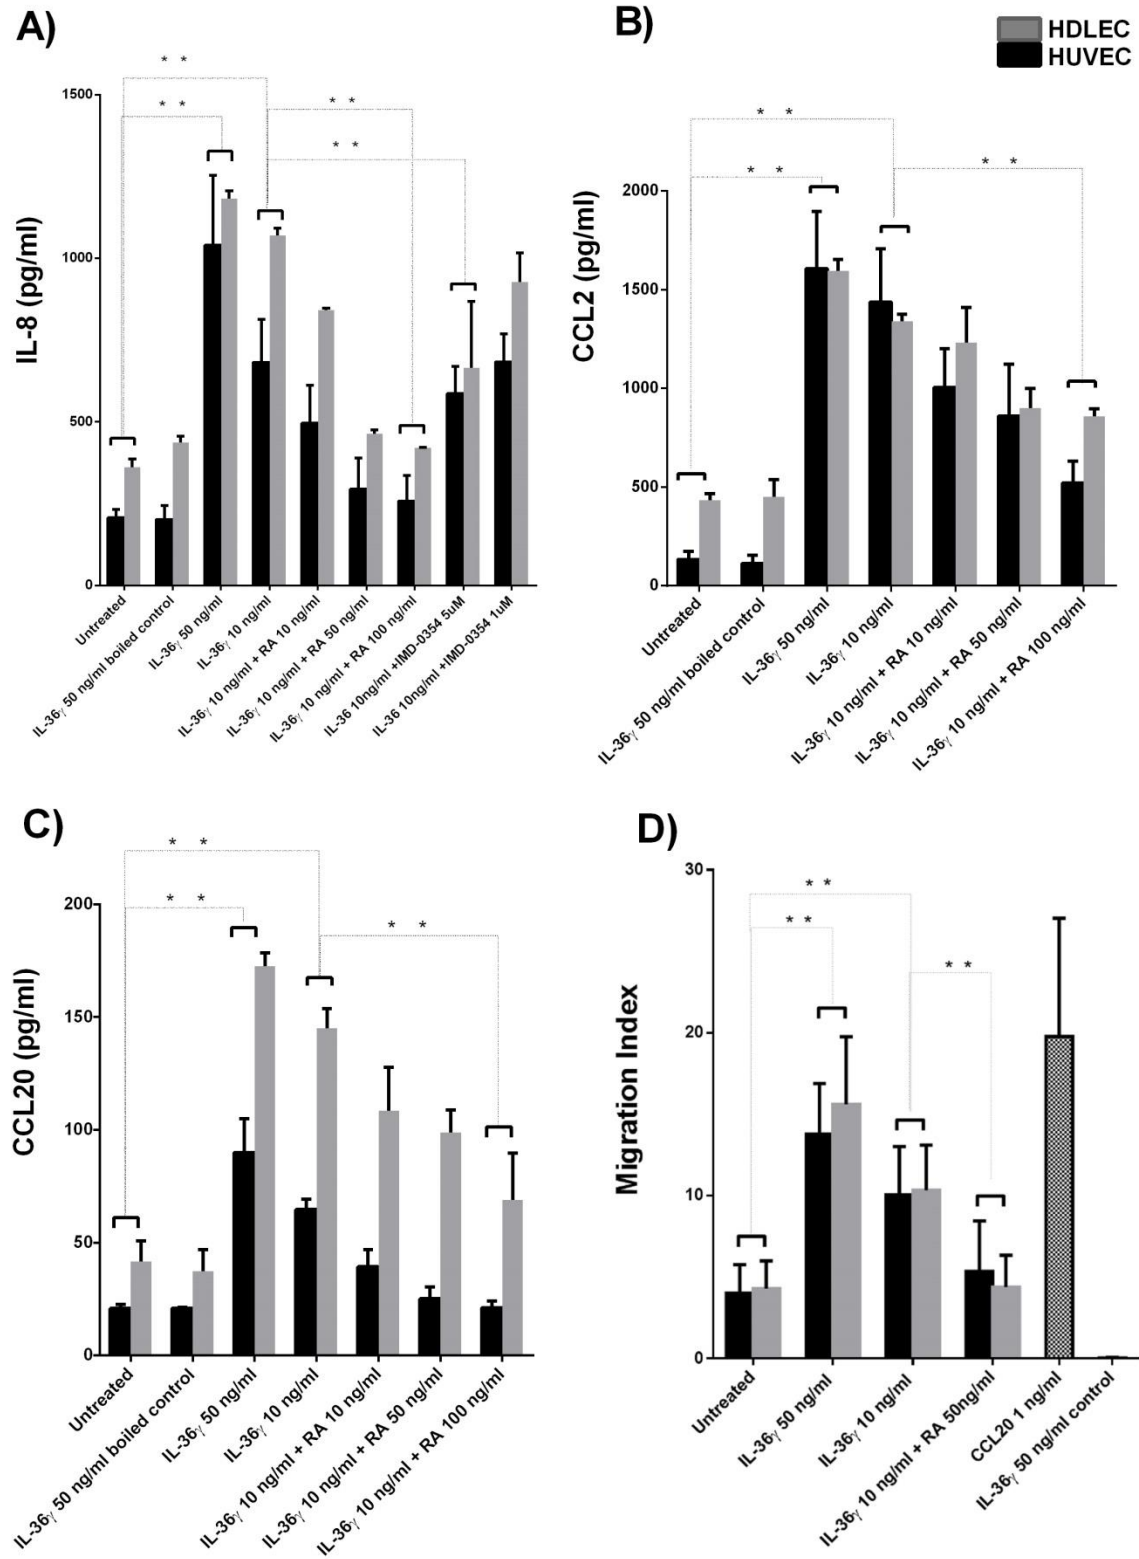 A)
* *
* *
* *
* *
1500
1000
500
0
IL-8 (pg/ml)
Untreated
IL-36γ 50 ng/ml boiled control
IL-36γ 50 ng/ml
IL-36γ 10 ng/ml
IL-36γ 10 ng/ml + RA 10 ng/ml
IL-36γ 10 ng/ml + RA 50 ng/ml
IL-36γ 10 ng/ml + RA 100 ng/ml
IL-36 10ng/ml +IMD-0354 5uM
IL-36 10ng/ml +IMD-0354 1uM
B)
HDLEC
HUVEC
* *
* *
* *
2000
1500
1000
500
0
CCL2 (pg/ml)
Untreated
IL-36γ 50 ng/ml boiled control
IL-36γ 50 ng/ml
IL-36γ 10 ng/ml
IL-36γ 10 ng/ml + RA 10 ng/ml
IL-36γ 10 ng/ml + RA 50 ng/ml
IL-36γ 10 ng/ml + RA 100 ng/ml
C)
* *
* *
* *
200
150
100
50
0
CCL20 (pg/ml)
Untreated
IL-36γ 50 ng/ml boiled control
IL-36γ 50 ng/ml
IL-36γ 10 ng/ml
IL-36γ 10 ng/ml + RA 10 ng/ml
IL-36γ 10 ng/ml + RA 50 ng/ml
IL-36γ 10 ng/ml + RA 100 ng/ml
D)
* *
* *
* *
30
20
10
0
Migration Index
Untreated
IL-36γ 50 ng/ml
IL-36γ 10 ng/ml
IL-36γ 10 ng/ml + RA 50ng/ml
CCL20 1 ng/ml
IL-36γ 50 ng/ml control